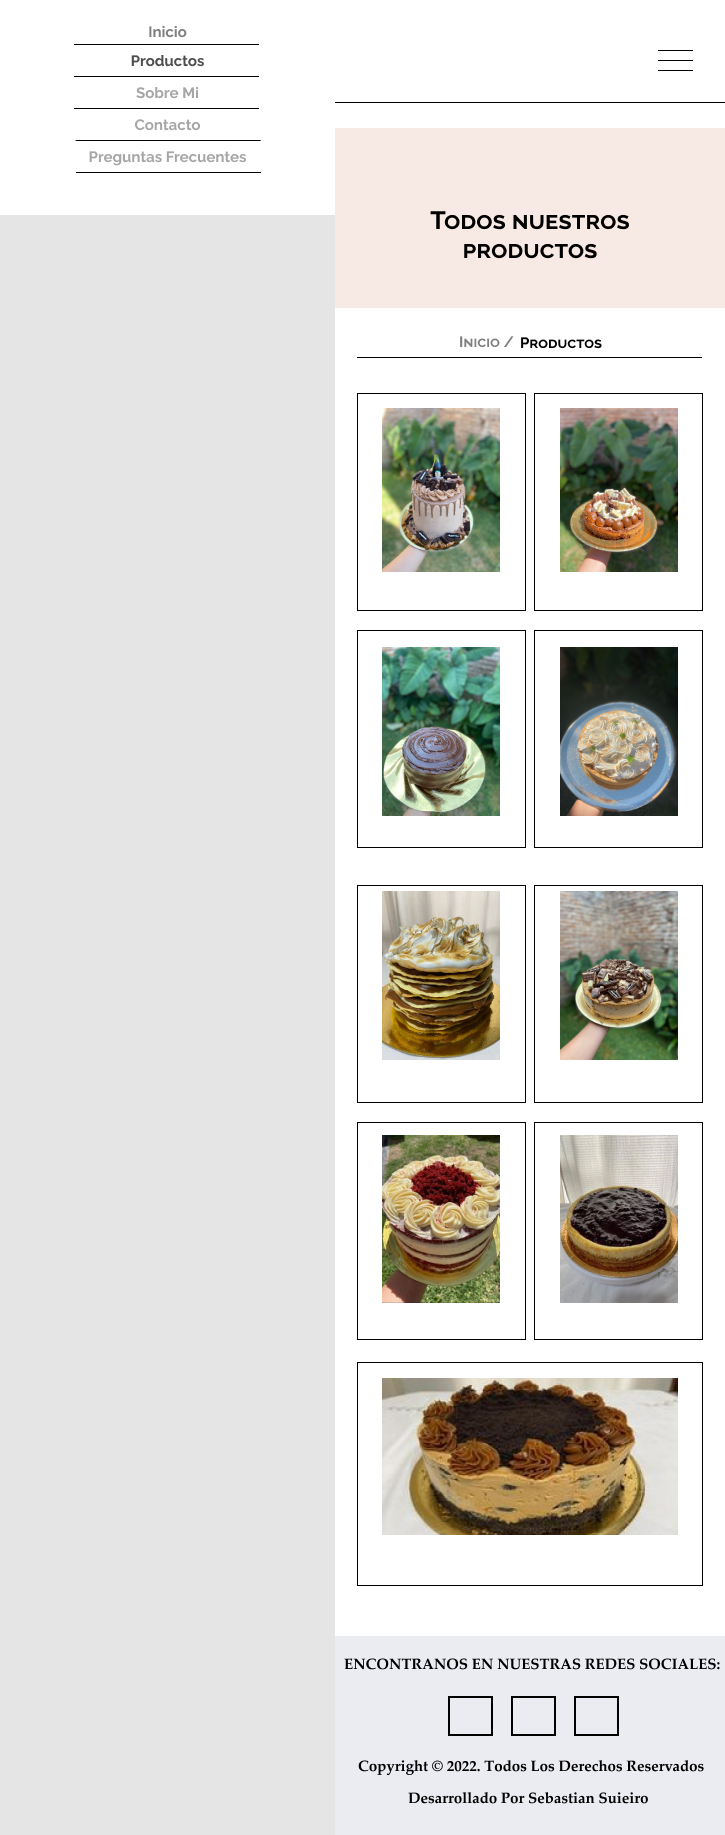 Inicio
Productos
Sobre Mi
Contacto
Preguntas Frecuentes
Todos nuestros
productos
Inicio / Productos
ENCONTRANOS EN NUESTRAS REDES SOCIALES:
Copyright © 2022. Todos Los Derechos Reservados
Desarrollado Por Sebastian Suieiro